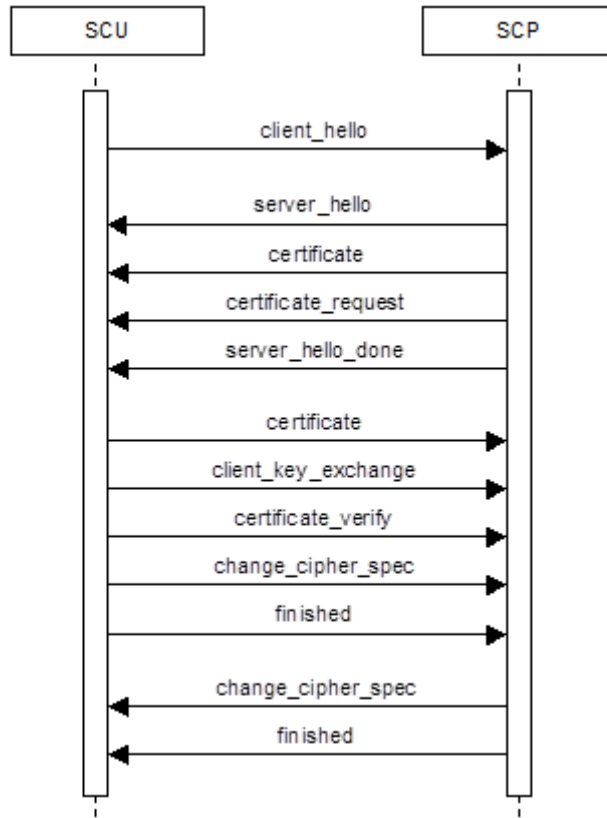 SCU
SCP
client_hello
server_hello
certificate
certificate_request
server_hello_done
certificate
client_key_exchange
certificate_verify
change_cipher_spec
finished
change_cipher_spec
finished